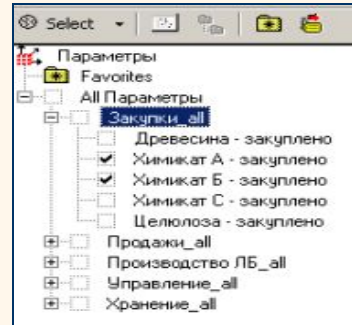 Select
Параметры
Favorites
All Параметры
Закупки_all
Древесина - закуплено
Химикат А - закуплено
Химикат Б - закуплено
Химикат С - закуплено
Целюлоза - закуплено
Продажи_all
Производство ЛБ_all
Управление_all
Хранение_all